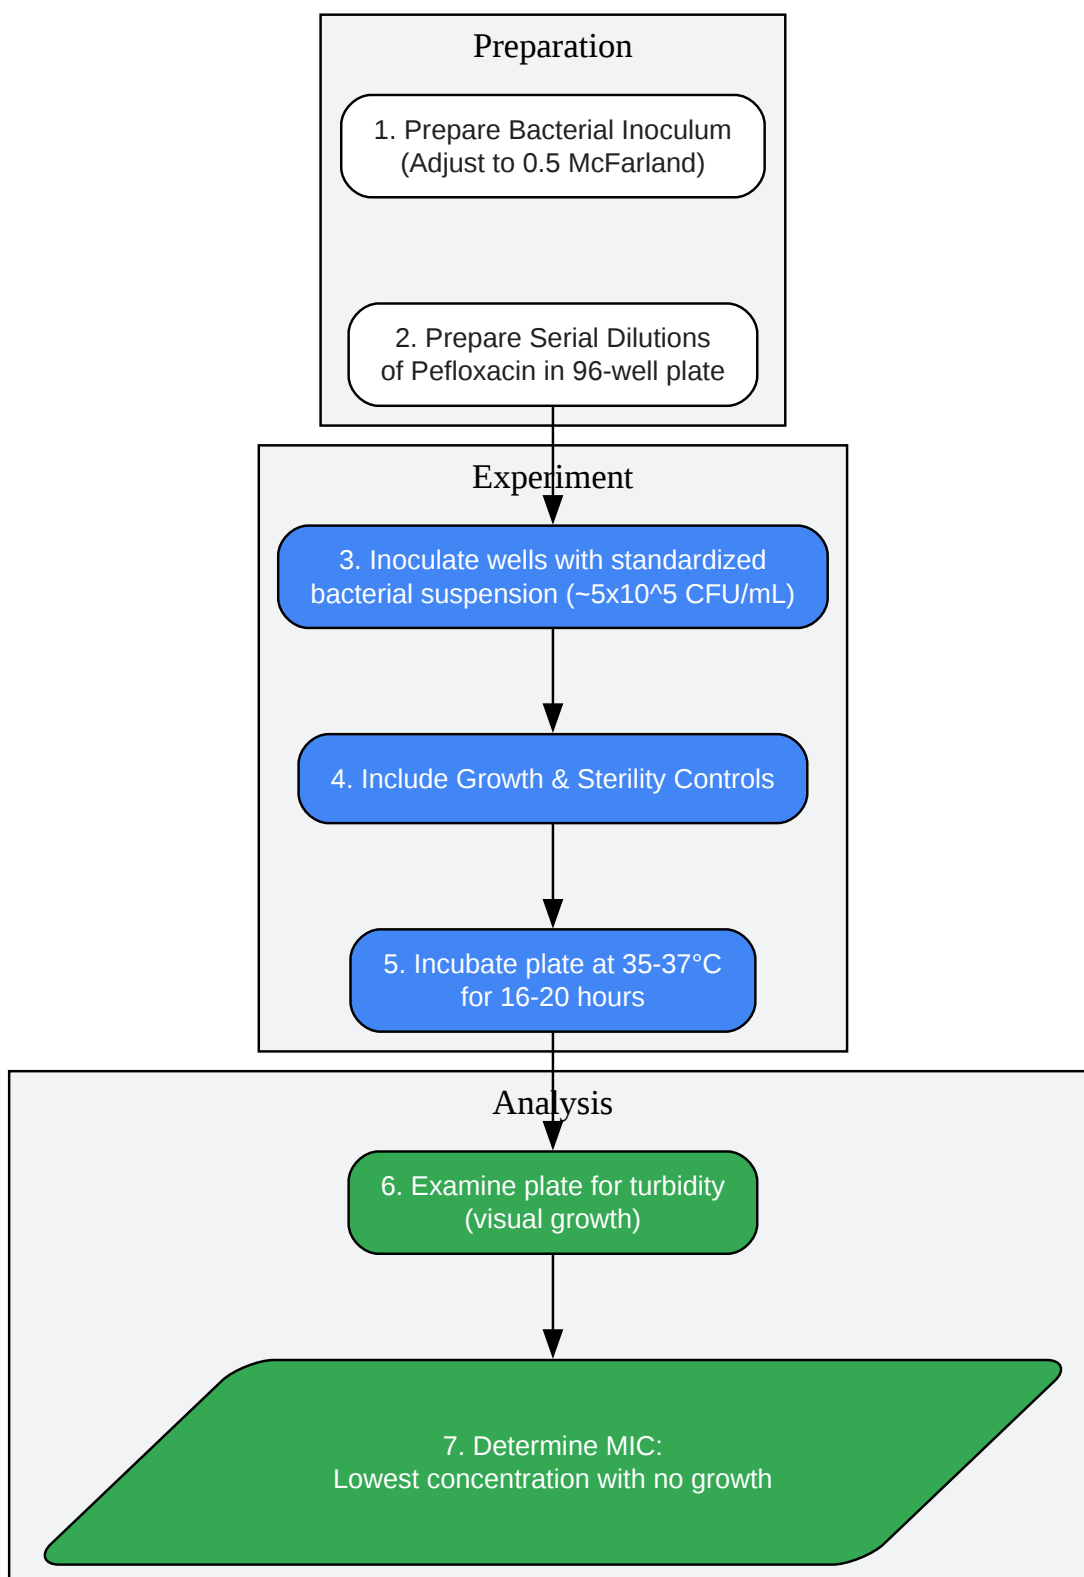 Preparation
1. Prepare Bacterial Inoculum
(Adjust to 0.5 McFarland)
2. Prepare Serial Dilutions
of Pefloxacin in 96-well plate
Experiment
3. Inoculate wells with standardized
bacterial suspension (~5x10^5 CFU/mL)
4. Include Growth & Sterility Controls
5. Incubate plate at 35-37°C
for 16-20 hours
Analysis
6. Examine plate for turbidity
(visual growth)
7. Determine MIC:
Lowest concentration with no growth